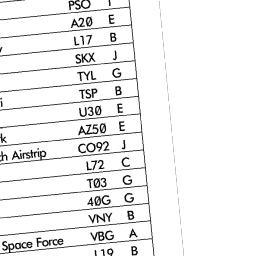 PSO
A20 E
L17 B
SKX J
TYL G
TSP B
U30 E
AZ50 E
Airstrip CO92 J
L72 C
T03 G
40G G
VNY B
Space Force VBG A
L19 B